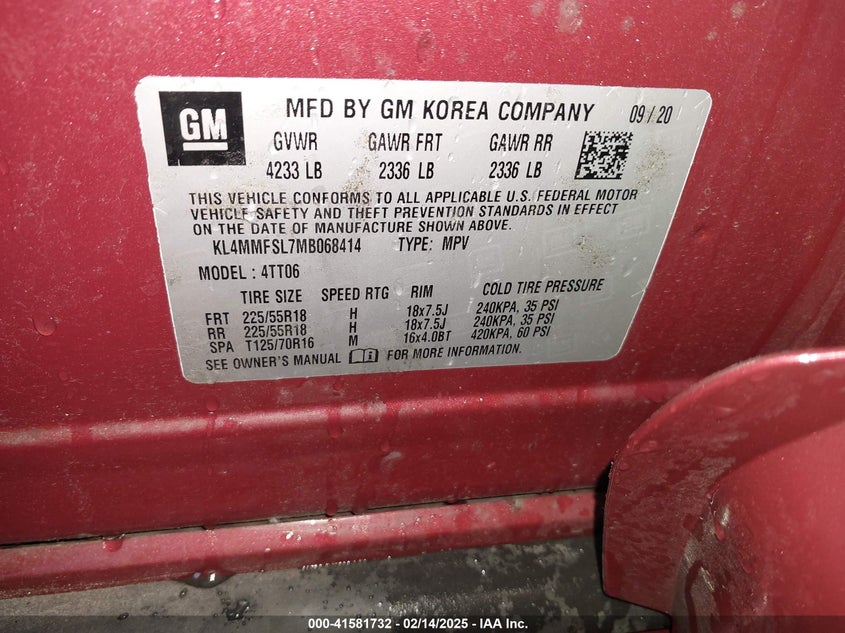 GM MFD BY GM KOREA COMPANY 09/20
GVWR GAWR FRT GAWR RR
4233 LB 2336 LB 2336 LB
THIS VEHICLE CONFORMS TO ALL APPLICABLE U.S. FEDERAL MOTOR
VEHICLE SAFETY AND THEFT PREVENTION STANDARDS IN EFFECT
ON THE DATE OF MANUFACTURE SHOWN ABOVE.
KL4MMFSL7MB068414 TYPE: MPV
MODEL : 4TT06
TIRE SIZE SPEED RTG RIM COLD TIRE PRESSURE
FRT 225/55R18 H 18x7.5J 240KPA, 35 PSI
RR 225/55R18 H 18x7.5J 240KPA, 35 PSI
SPA T125/70R16 M 16x4.0BT 420KPA, 60 PSI
SEE OWNER'S MANUAL FOR MORE INFORMATION.
000-41581732 - 02/14/2025 - IAA Inc.